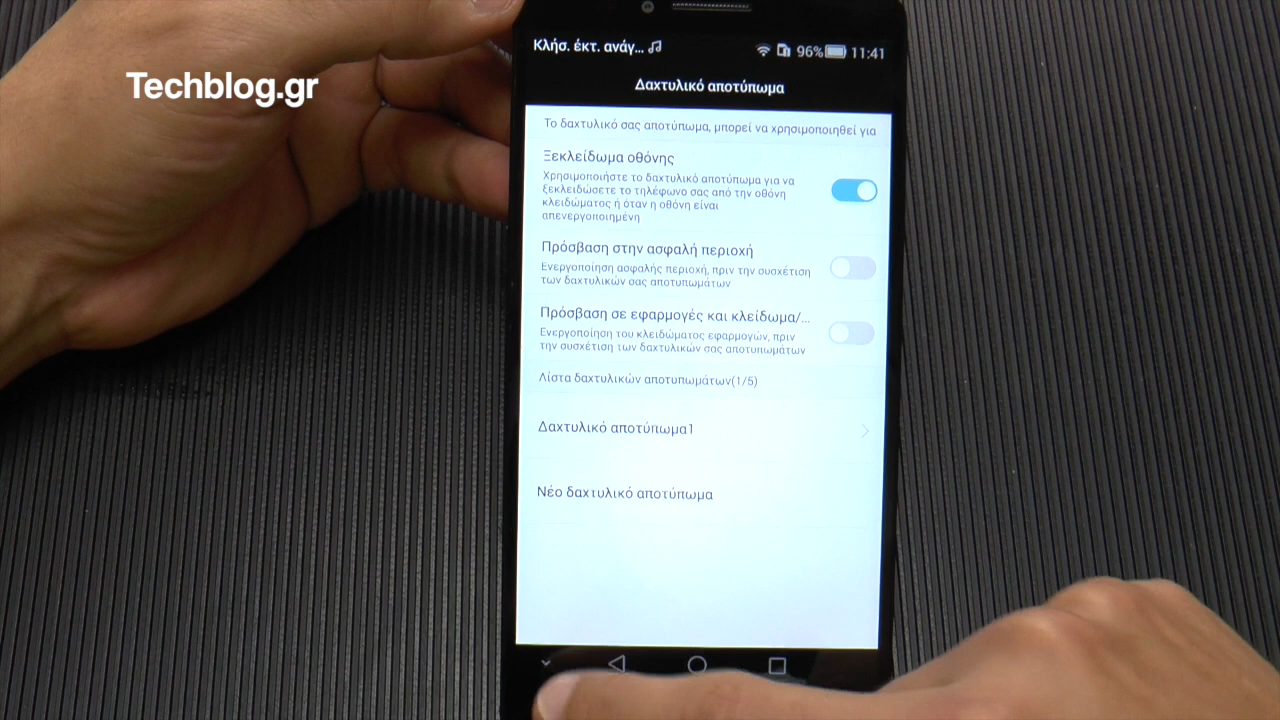 Techblog.gr
Κλήσ. έκτ. ανάγ...
96%
11:41
Δαχτυλικό αποτύπωμα
Το δαχτυλικό σας αποτύπωμα, μπορεί να χρησιμοποιηθεί για
Ξεκλείδωμα οθόνης
Χρησιμοποιήστε το δαχτυλικό αποτύπωμα για να
ξεκλειδώσετε το τηλέφωνο σας από την οθόνη
κλειδώματος ή όταν η οθόνη είναι
απενεργοποιημένη
Πρόσβαση στην ασφαλή περιοχή
Ενεργοποίηση ασφαλής περιοχή, πριν την συσχέτιση
των δαχτυλικών σας αποτυπωμάτων
Πρόσβαση σε εφαρμογές και κλείδωμα/...
Ενεργοποίηση του κλειδώματος εφαρμογών, πριν
την συσχέτιση των δαχτυλικών σας αποτυπωμάτων
Λίστα δαχτυλικών αποτυπωμάτων(1/5)
Δαχτυλικό αποτύπωμα1
Νέο δαχτυλικό αποτύπωμα